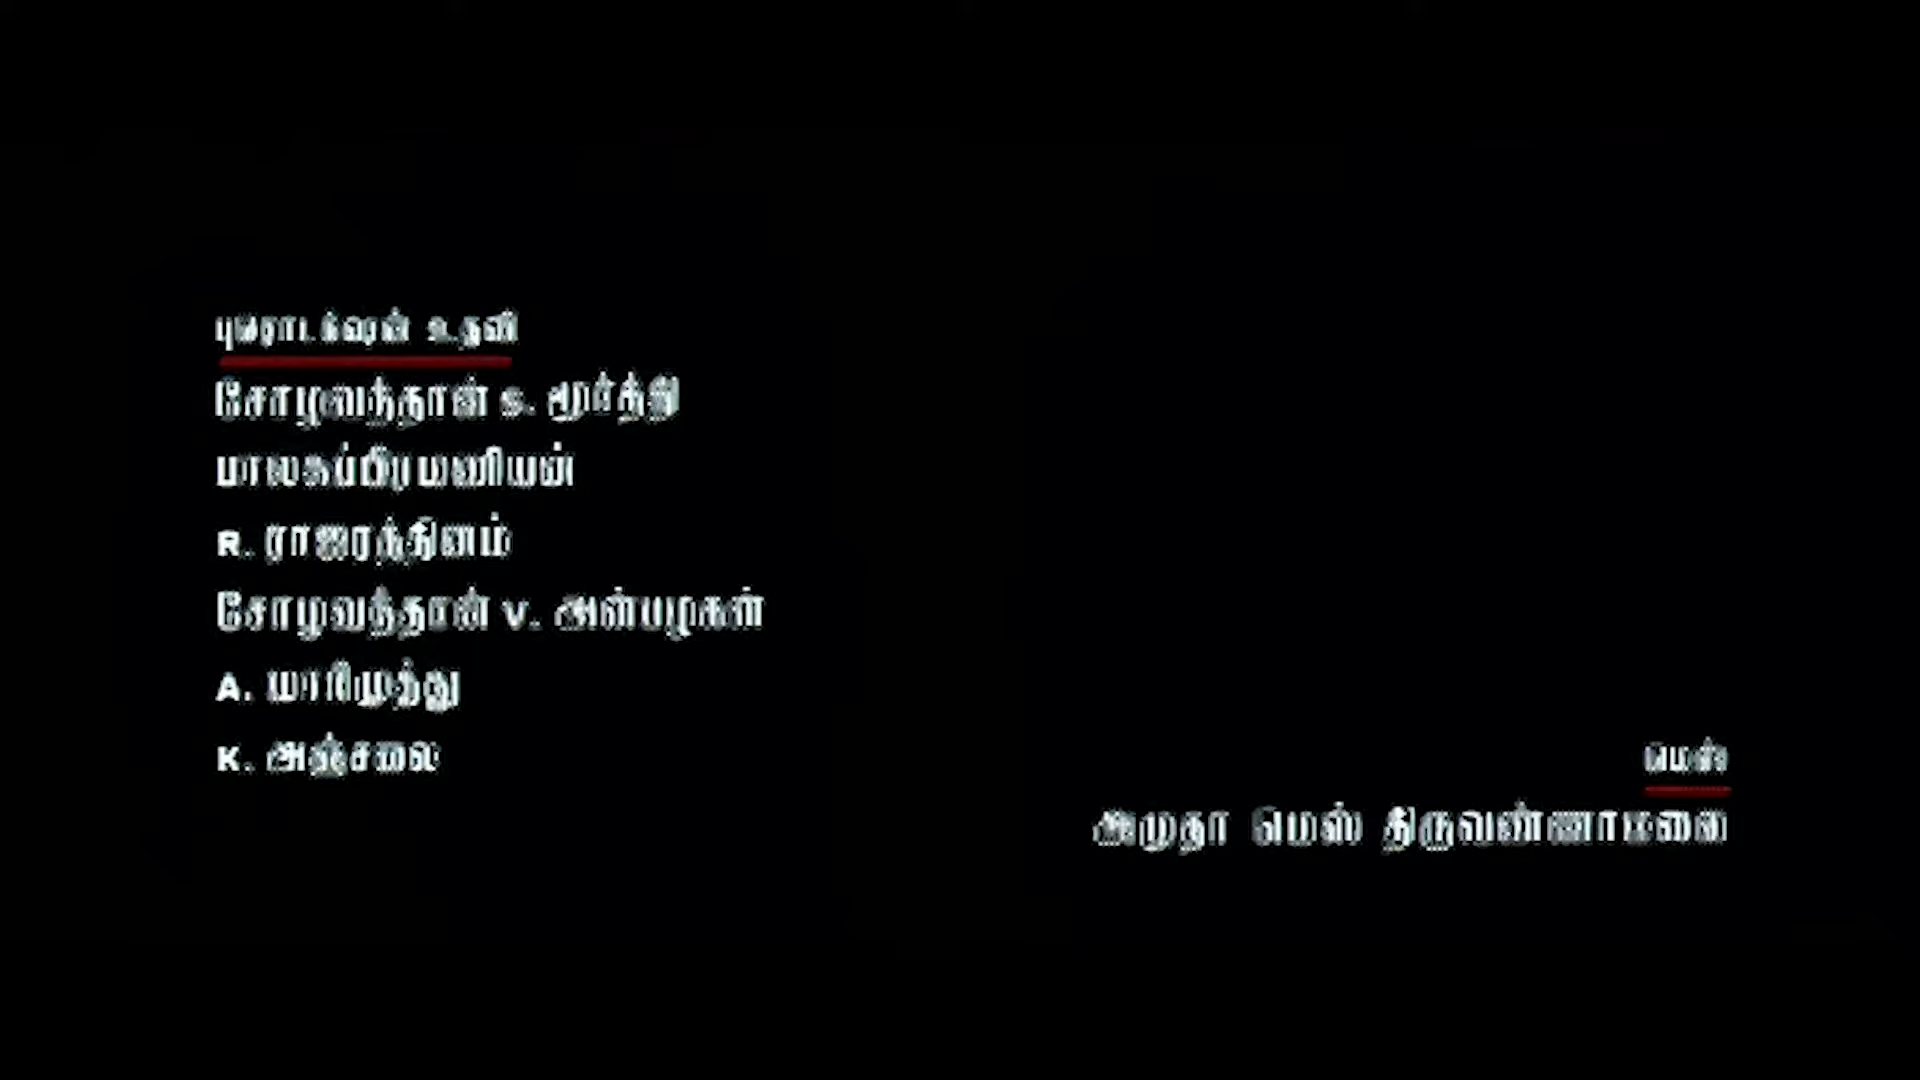 புரொடக்ஷன் உதவி
சோழவந்தான் S. மூர்த்தி
பாலசுப்பிரமணியன்
R. ராஜரத்தினம்
சோழவந்தான் V. அன்பழகன்
A. மாரிமுத்து
K. அஞ்சலை
மெஸ்
அமுதா மெஸ் திருவண்ணாமலை